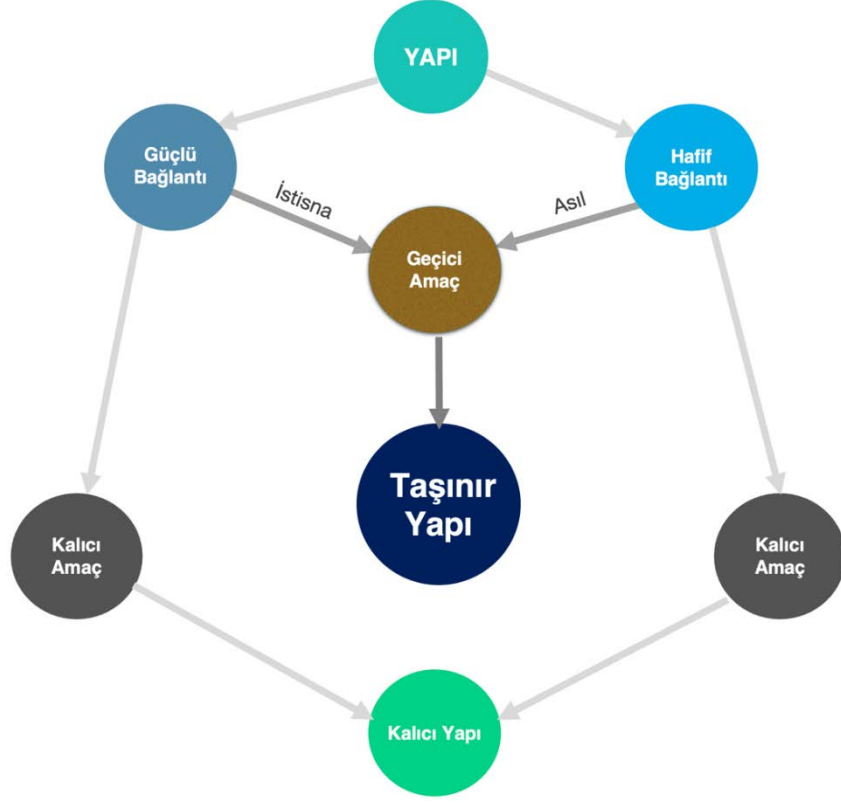 YAPI
Güçlü
Bağlantı
Hafif
Bağlantı
İstisna
Asıl
Geçici
Amaç
Taşınır
Yapı
Kalıcı
Amaç
Kalıcı
Amaç
Kalıcı Yapı